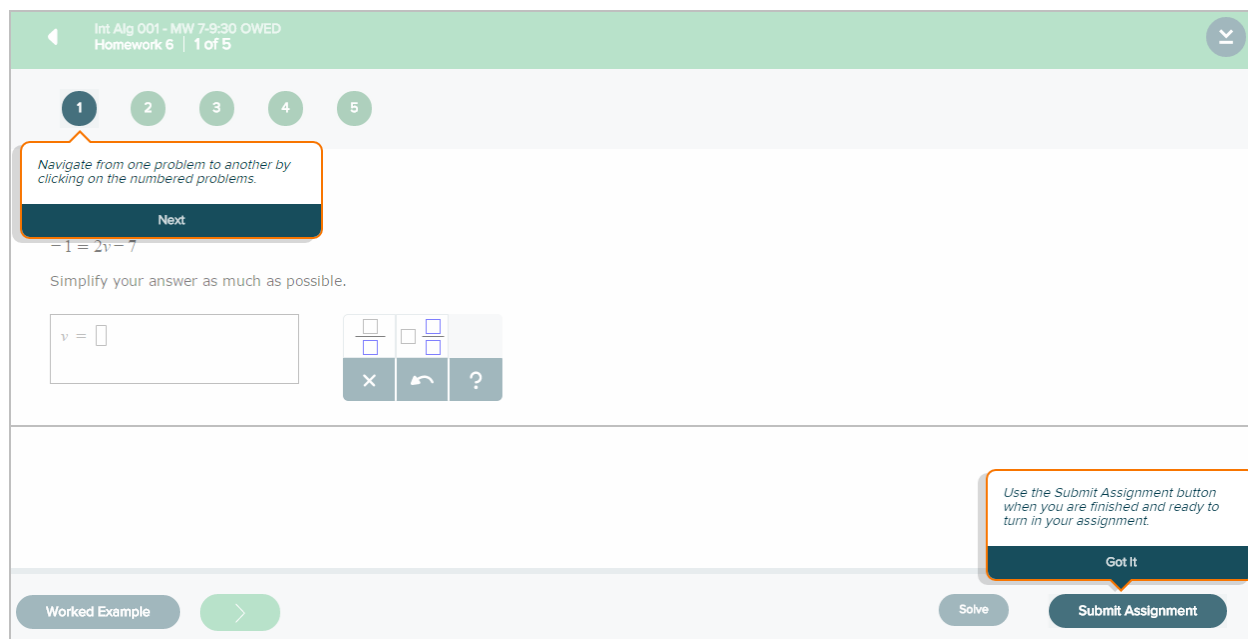 Int Alg 001 - MW 7-9:30 OWED
Homework 6 | 1 of 5
1 2 3 4 5
Navigate from one problem to another by
clicking on the numbered problems.
Next
−1 = 2v − 7
Simplify your answer as much as possible.
v = 
?
Use the Submit Assignment button
when you are finished and ready to
turn in your assignment.
Got It
Worked Example
Solve
Submit Assignment